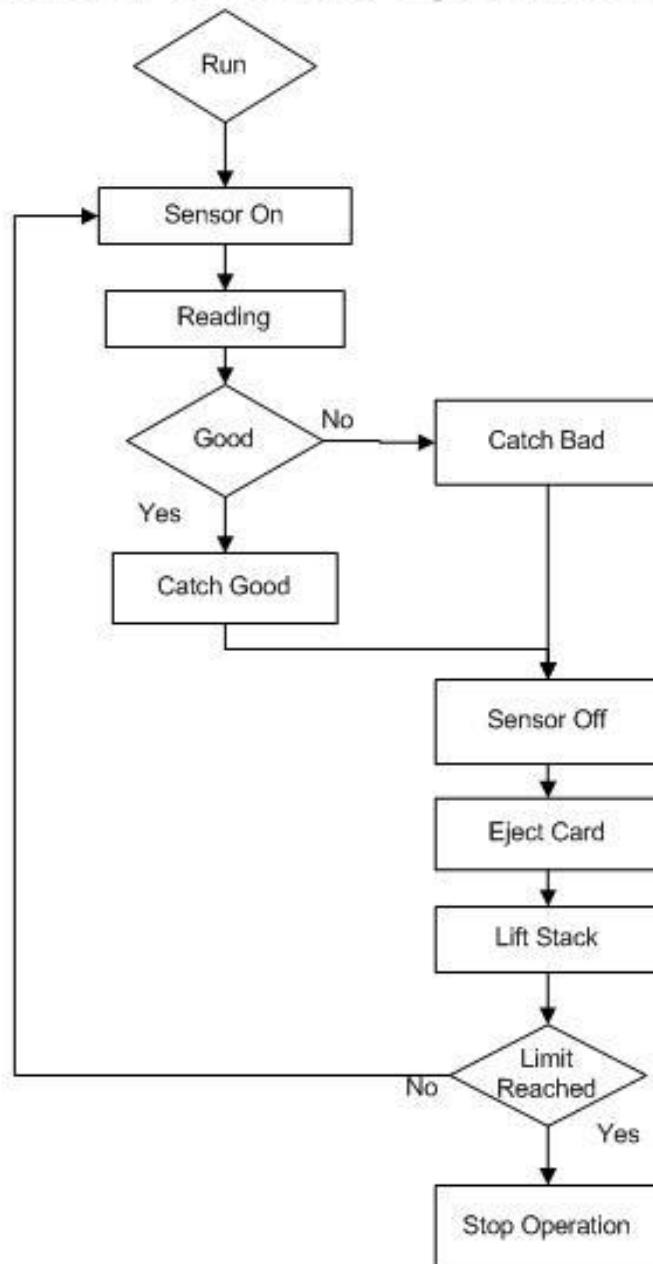 Run
Sensor On
Reading
Good
No
Catch Bad
Yes
Catch Good
Sensor Off
Eject Card
Lift Stack
Limit
Reached
No
Yes
Stop Operation